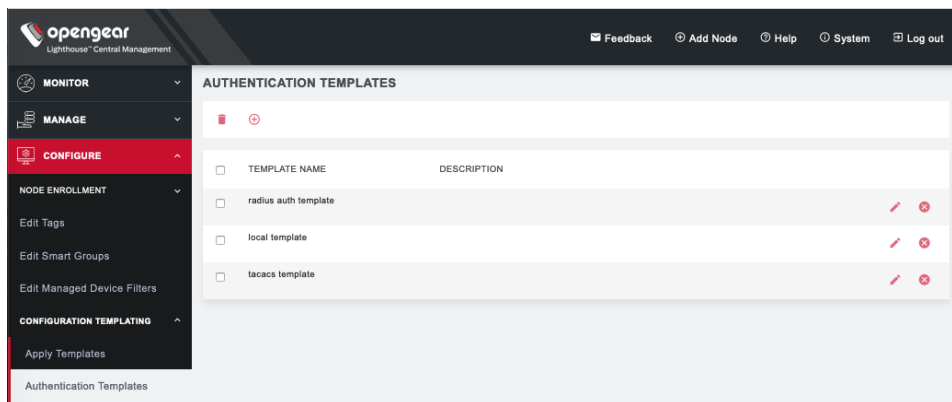 opengear
Lighthouse™ Central Management
Feedback
Add Node
Help
System
Log out
MONITOR
MANAGE
CONFIGURE
NODE ENROLLMENT
Edit Tags
Edit Smart Groups
Edit Managed Device Filters
CONFIGURATION TEMPLATING
Apply Templates
Authentication Templates
AUTHENTICATION TEMPLATES
TEMPLATE NAME DESCRIPTION
radius auth template
local template
tacacs template